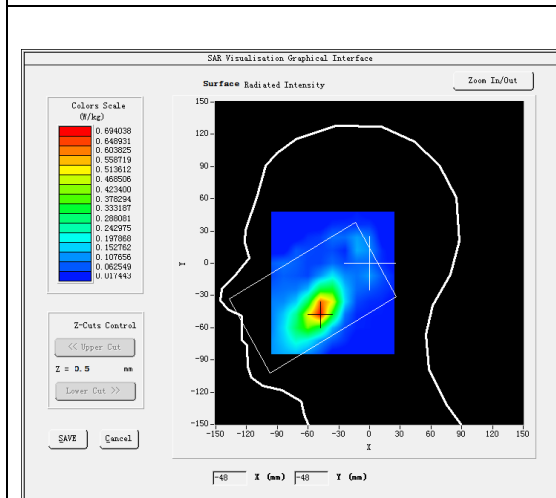 SAR Visualisation Graphical Interface
Surface Radiated Intensity
Zoom In/Out
Colors Scale
(W/kg)
0.694038
0.648931
0.603825
0.558719
0.513612
0.468506
0.423400
0.378294
0.333187
0.288081
0.242975
0.197868
0.152762
0.107656
0.062549
0.017443
Z-Cuts Control
<< Upper Cut
Z = 0.5 mm
Lower Cut >>
SAVE Cancel
150
120
90
60
30
0
-30
-60
-90
-120
-150
Y
-150 -120 -90 -60 -30 0 30 60 90 120 150
X
-48 X (mm) -48 Y (mm)